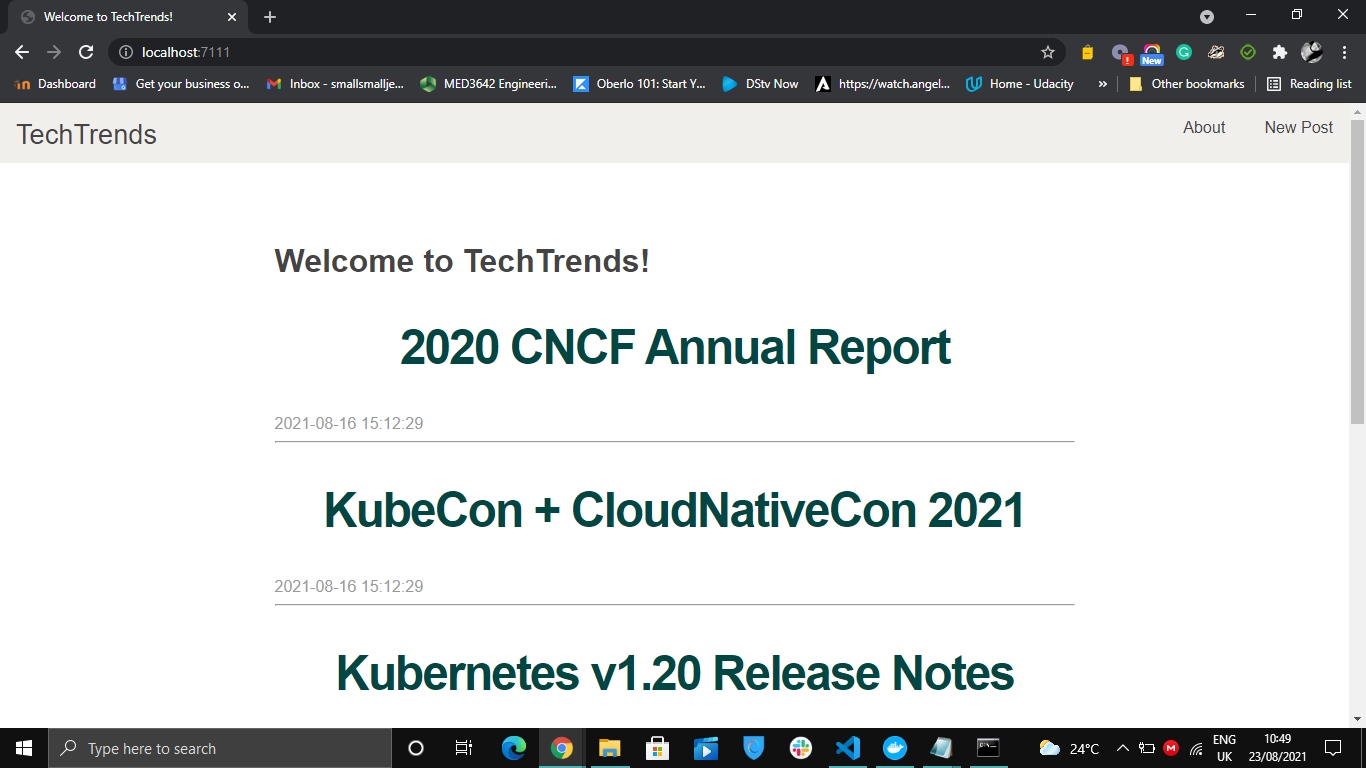 Welcome to TechTrends!
localhost:7111
New
Dashboard
Get your business o...
Inbox - smallsmallje...
MED3642 Engineeri...
Oberlo 101: Start Y...
DStv Now
https://watch.angel...
Home - Udacity
»
Other bookmarks
Reading list
TechTrends
About
New Post
Welcome to TechTrends!
2020 CNCF Annual Report
2021-08-16 15:12:29
KubeCon + CloudNativeCon 2021
2021-08-16 15:12:29
Kubernetes v1.20 Release Notes
Type here to search
24°C
ENG
UK
10:49
23/08/2021